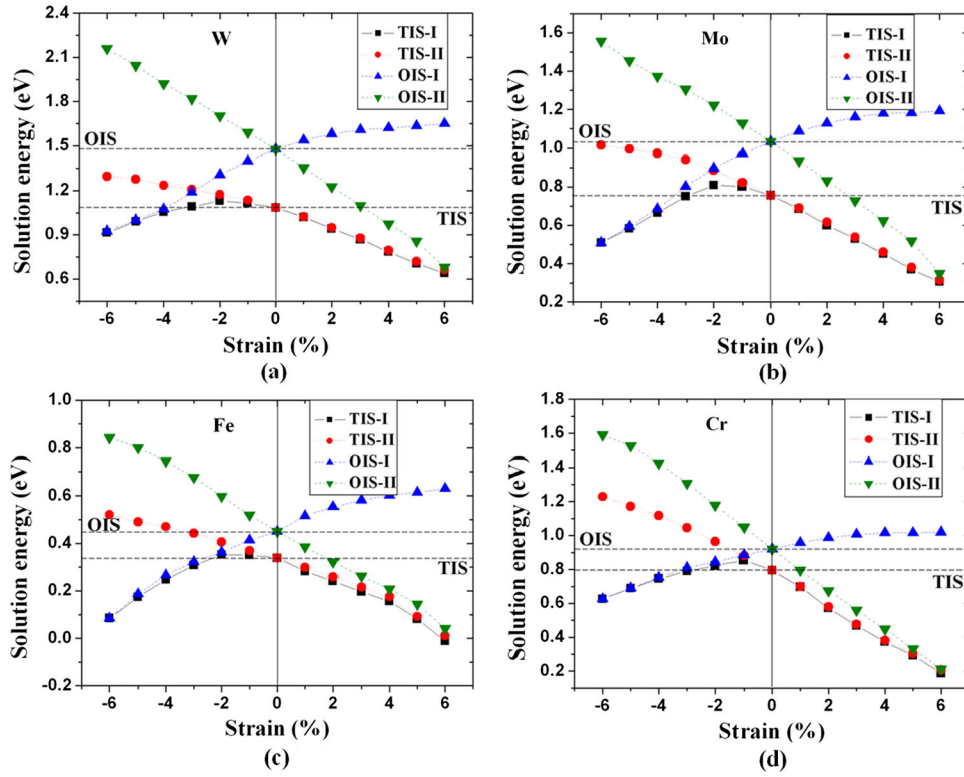 W
TIS-I
TIS-II
OIS-I
OIS-II
OIS
TIS
Solution energy (eV)
2.4
2.1
1.8
1.5
1.2
0.9
0.6
-6 -4 -2 0 2 4 6
Strain (%)
(a)
Mo
TIS-I
TIS-II
OIS-I
OIS-II
OIS
TIS
Solution energy (eV)
1.6
1.4
1.2
1.0
0.8
0.6
0.4
0.2
-6 -4 -2 0 2 4 6
Strain (%)
(b)
Fe
TIS-I
TIS-II
OIS-I
OIS-II
OIS
TIS
Solution energy (eV)
1.0
0.8
0.6
0.4
0.2
0.0
-0.2
-6 -4 -2 0 2 4 6
Strain (%)
(c)
Cr
TIS-I
TIS-II
OIS-I
OIS-II
OIS
TIS
Solution energy (eV)
1.8
1.6
1.4
1.2
1.0
0.8
0.6
0.4
0.2
-6 -4 -2 0 2 4 6
Strain (%)
(d)